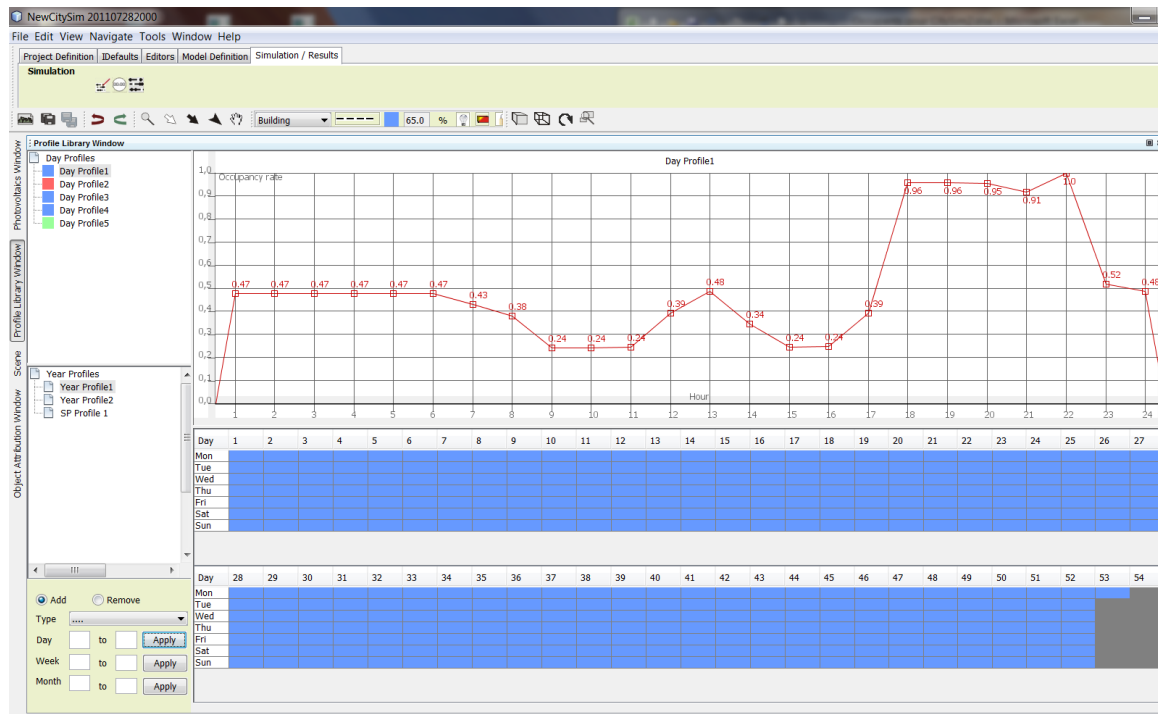 NewCitySim 201107282000
File Edit View Navigate Tools Window Help
Project Definition IDefaults Editors Model Definition Simulation / Results
Simulation
Building 65.0 %
Photovoltaics Window
Profile Library Window
Scene
Object Attribution Window
Profile Library Window
Day Profiles
Day Profile1
Day Profile2
Day Profile3
Day Profile4
Day Profile5
Year Profiles
Year Profile1
Year Profile2
SP Profile 1
Add Remove
Type ....
Day to Apply
Week to Apply
Month to Apply
Day Profile1
Occupancy rate
1,0
0,9
0,8
0,7
0,6
0,5
0,4
0,3
0,2
0,1
0,0
0.47 0.47 0.47 0.47 0.47 0.47 0.43 0.38 0.24 0.24 0.24 0.39 0.48 0.34 0.24 0.24 0.39 0.96 0.96 0.95 0.91 1.0 0.52 0.48
Hour
1 2 3 4 5 6 7 8 9 10 11 12 13 14 15 16 17 18 19 20 21 22 23 24
Day 1 2 3 4 5 6 7 8 9 10 11 12 13 14 15 16 17 18 19 20 21 22 23 24 25 26 27
Mon
Tue
Wed
Thu
Fri
Sat
Sun
Day 28 29 30 31 32 33 34 35 36 37 38 39 40 41 42 43 44 45 46 47 48 49 50 51 52 53 54
Mon
Tue
Wed
Thu
Fri
Sat
Sun